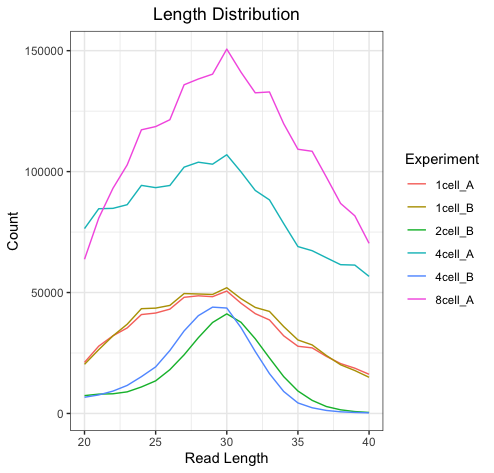 Length Distribution
150000
100000
50000
0
Count
20
25
30
35
40
Read Length
Experiment
1cell_A
1cell_B
2cell_B
4cell_A
4cell_B
8cell_A